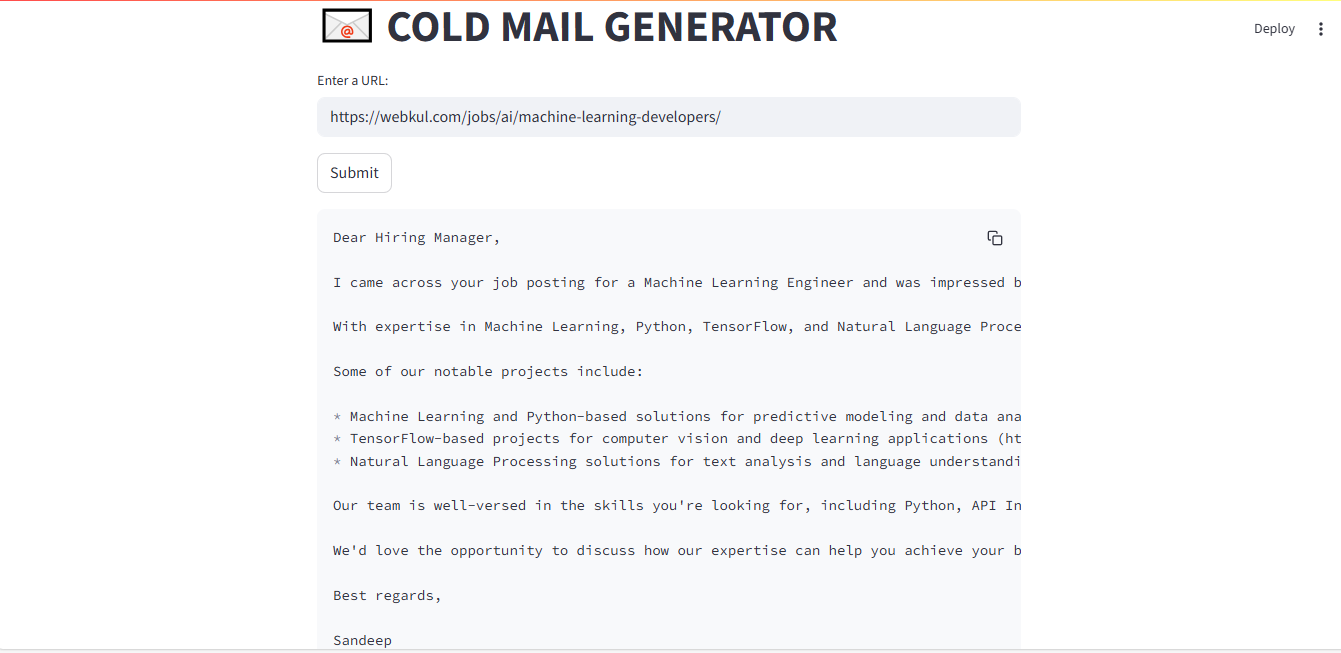 COLD MAIL GENERATOR
Deploy
Enter a URL:
https://webkul.com/jobs/ai/machine-learning-developers/
Submit
Dear Hiring Manager,
I came across your job posting for a Machine Learning Engineer and was impressed b
With expertise in Machine Learning, Python, TensorFlow, and Natural Language Proce
Some of our notable projects include:
* Machine Learning and Python-based solutions for predictive modeling and data ana
* TensorFlow-based projects for computer vision and deep learning applications (ht
* Natural Language Processing solutions for text analysis and language understandi
Our team is well-versed in the skills you're looking for, including Python, API In
We'd love the opportunity to discuss how our expertise can help you achieve your b
Best regards,
Sandeep